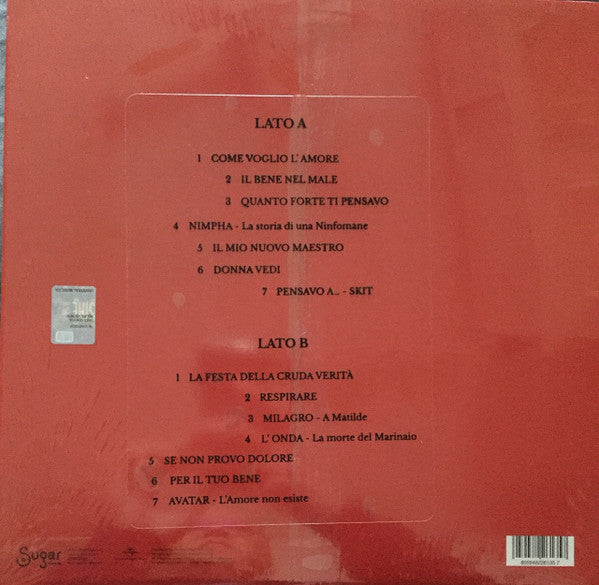 LATO A
1 COME VOGLIO L'AMORE
2 IL BENE NEL MALE
3 QUANTO FORTE TI PENSAVO
4 NIMPHA - La storia di una Ninfomane
5 IL MIO NUOVO MAESTRO
6 DONNA VEDI
7 PENSAVO A... - SKIT
LATO B
1 LA FESTA DELLA CRUDA VERITÀ
2 RESPIRARE
3 MILAGRO - A Matilde
4 L'ONDA - La morte del Marinaio
5 SE NON PROVO DOLORE
6 PER IL TUO BENE
7 AVATAR - L'Amore non esiste
Sugar